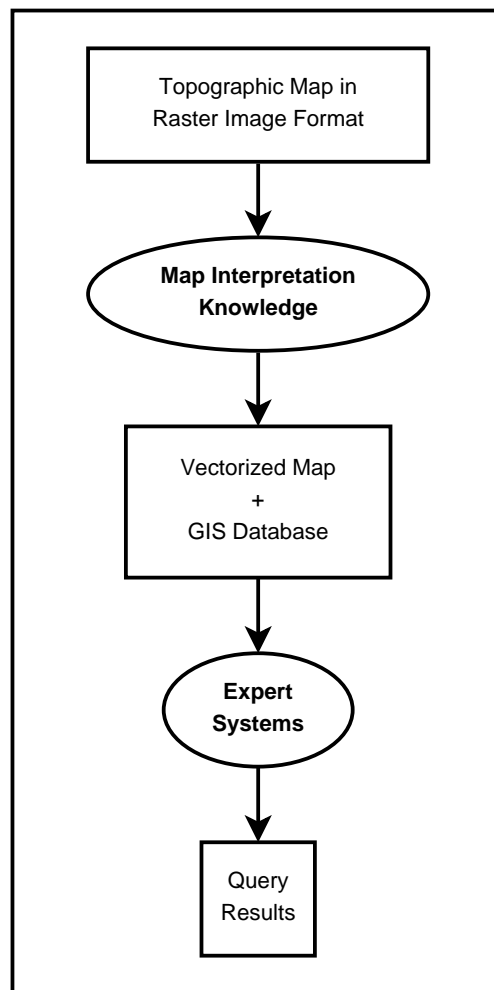 Topographic Map in
Raster Image Format
Map Interpretation
Knowledge
Vectorized Map
+
GIS Database
Expert
Systems
Query
Results